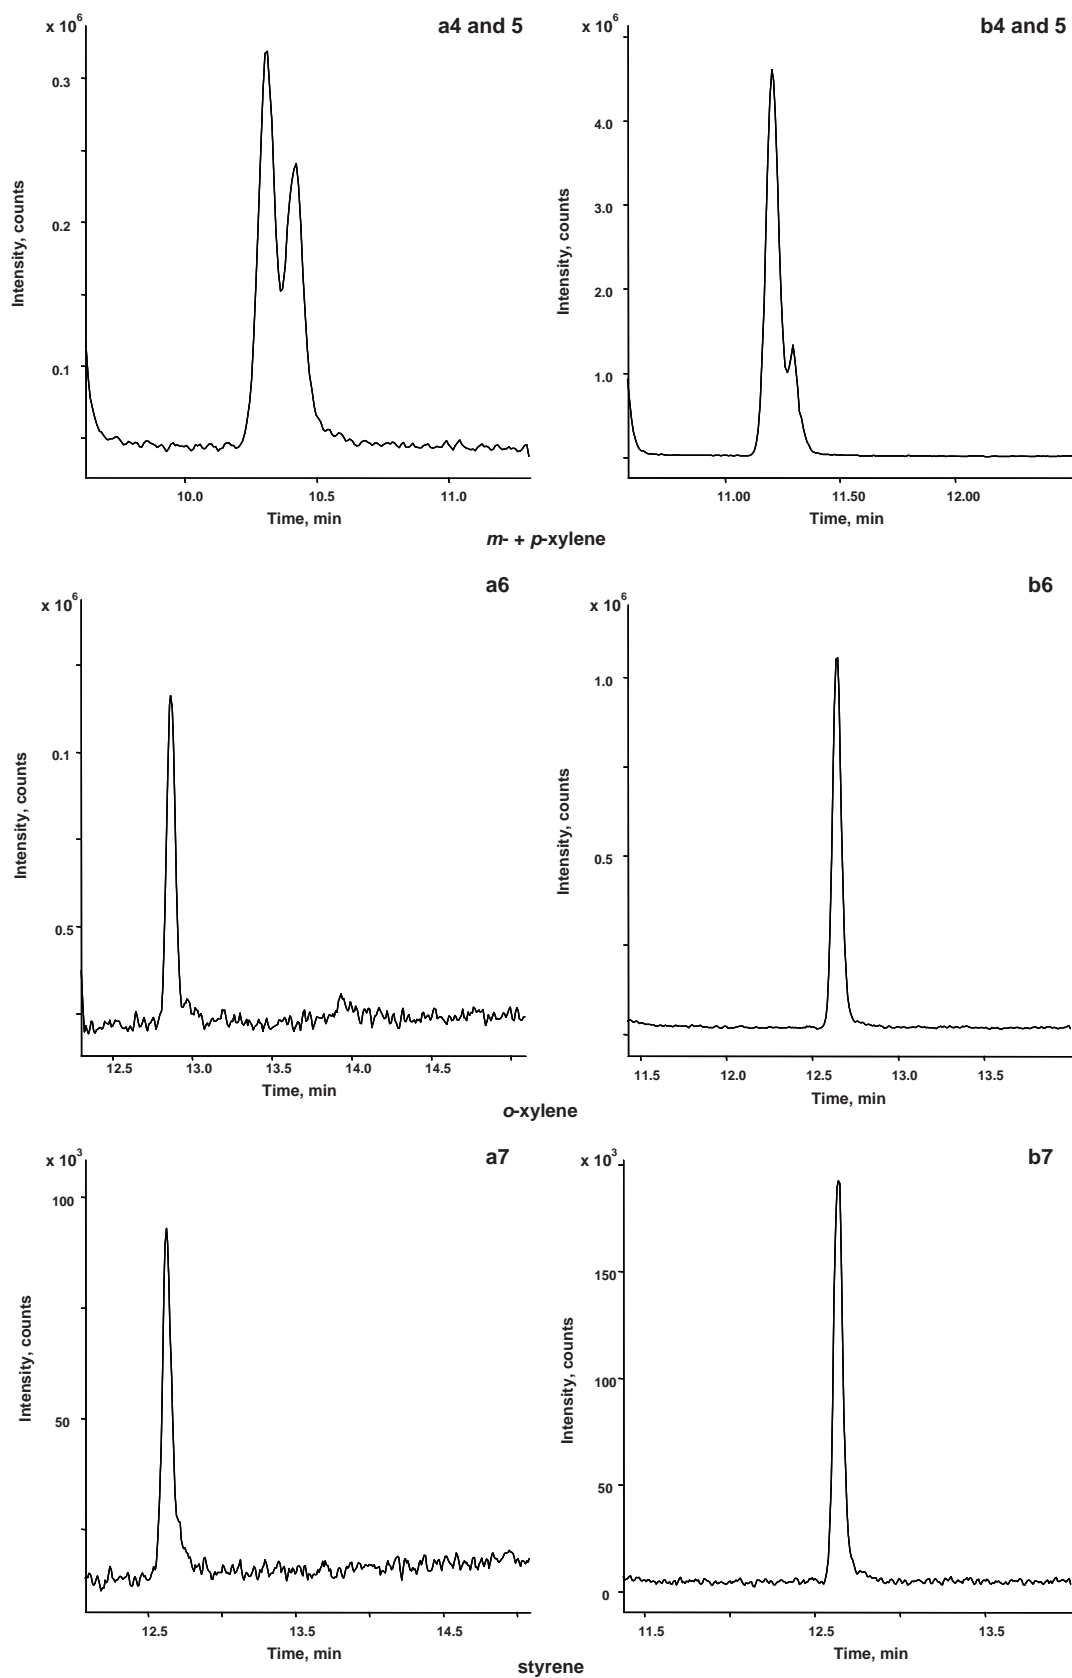 x 10^6
a4 and 5
0.3
0.2
0.1
Intensity, counts
10.0 10.5 11.0
Time, min
x 10^6
b4 and 5
4.0
3.0
2.0
1.0
Intensity, counts
11.00 11.50 12.00
Time, min
m- + p-xylene
x 10^6
a6
0.1
0.5
Intensity, counts
12.5 13.0 13.5 14.0 14.5
Time, min
x 10^6
b6
1.0
0.5
Intensity, counts
11.5 12.0 12.5 13.0 13.5
Time, min
o-xylene
x 10^3
a7
100
50
Intensity, counts
12.5 13.5 14.5
Time, min
x 10^3
b7
150
100
50
0
Intensity, counts
11.5 12.5 13.5
Time, min
styrene